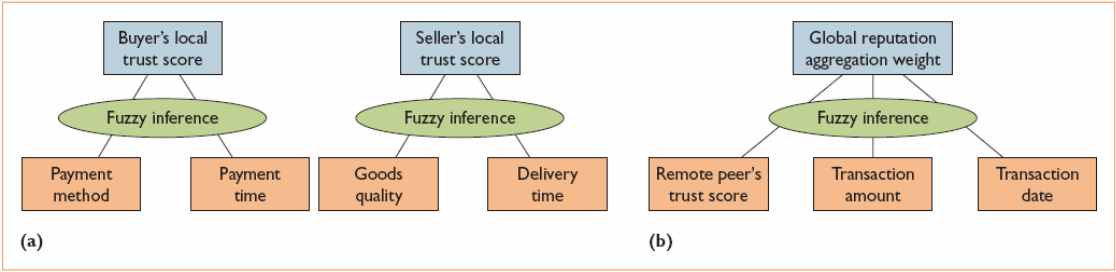 Buyer's local
trust score
Fuzzy inference
Payment
method
Payment
time
Seller's local
trust score
Fuzzy inference
Goods
quality
Delivery
time
(a)
Global reputation
aggregation weight
Fuzzy inference
Remote peer's
trust score
Transaction
amount
Transaction
date
(b)